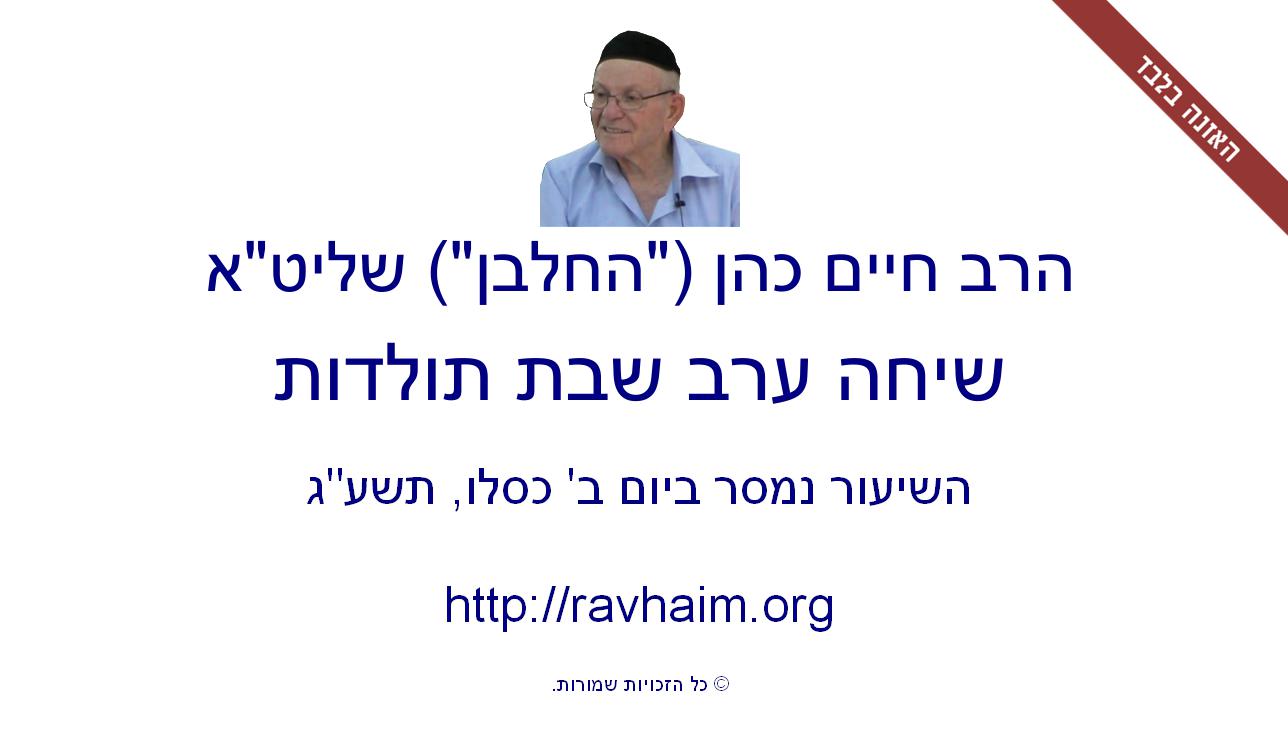 האזנה בלבד
הרב חיים כהן ("החלבן") שליט"א
שיחה ערב שבת תולדות
השיעור נמסר ביום ב' כסלו, תשע"ג
http://ravhaim.org
© כל הזכויות שמורות.